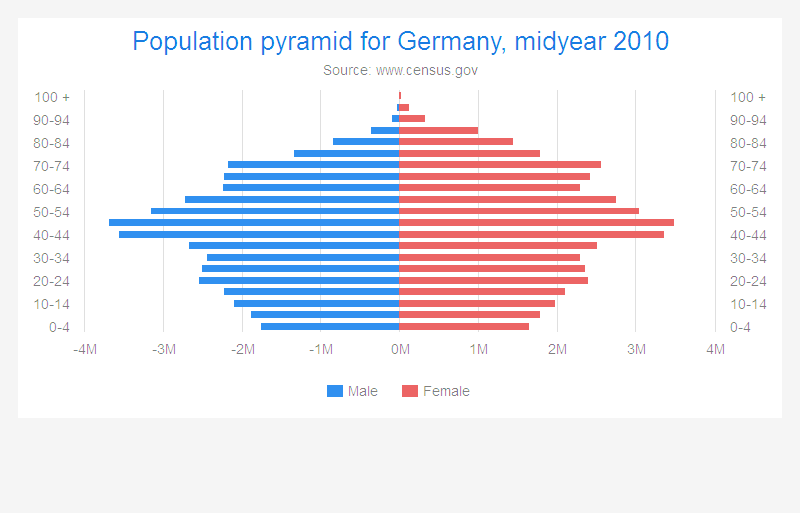 Population pyramid for Germany, midyear 2010
Source: www.census.gov
100 + 100 +
90-94 90-94
80-84 80-84
70-74 70-74
60-64 60-64
50-54 50-54
40-44 40-44
30-34 30-34
20-24 20-24
10-14 10-14
0-4 0-4
-4M -3M -2M -1M 0M 1M 2M 3M 4M
Male Female